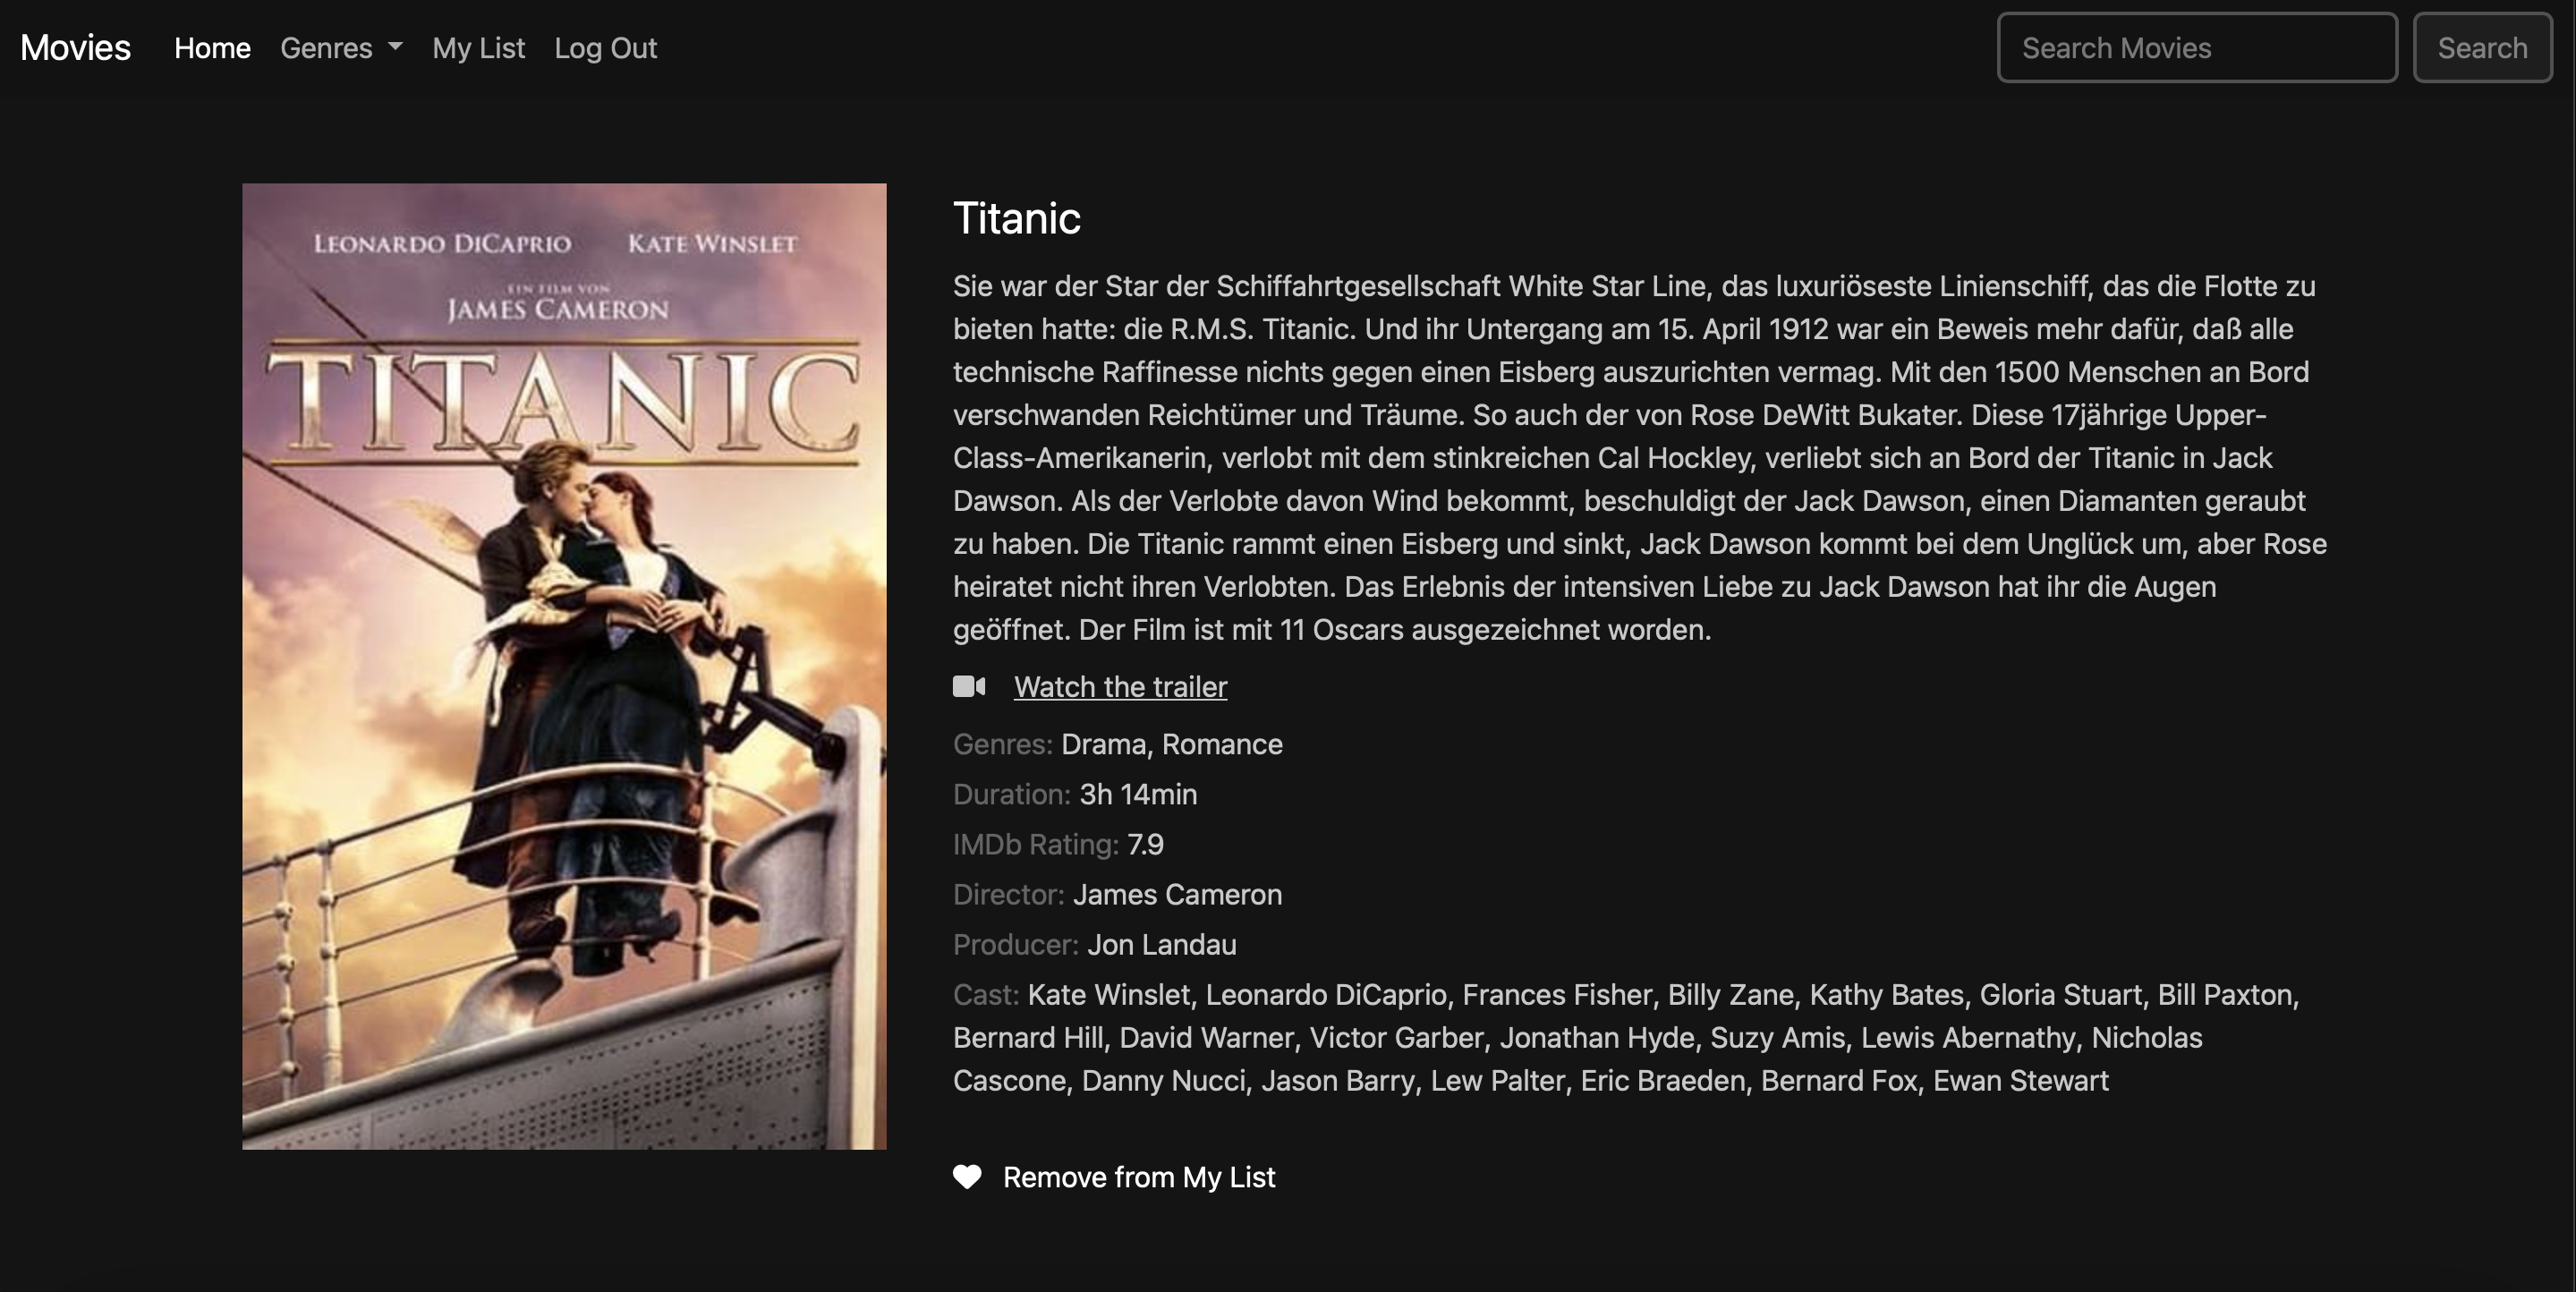 Movies Home Genres My List Log Out Search Movies Search
LEONARDO DICAPRIO KATE WINSLET
EIN FILM VON
JAMES CAMERON
TITANIC
Titanic
Sie war der Star der Schiffahrtgesellschaft White Star Line, das luxuriöseste Linienschiff, das die Flotte zu
bieten hatte: die R.M.S. Titanic. Und ihr Untergang am 15. April 1912 war ein Beweis mehr dafür, daß alle
technische Raffinesse nichts gegen einen Eisberg auszurichten vermag. Mit den 1500 Menschen an Bord
verschwanden Reichtümer und Träume. So auch der von Rose DeWitt Bukater. Diese 17jährige Upper-
Class-Amerikanerin, verlobt mit dem stinkreichen Cal Hockley, verliebt sich an Bord der Titanic in Jack
Dawson. Als der Verlobte davon Wind bekommt, beschuldigt der Jack Dawson, einen Diamanten geraubt
zu haben. Die Titanic rammt einen Eisberg und sinkt, Jack Dawson kommt bei dem Unglück um, aber Rose
heiratet nicht ihren Verlobten. Das Erlebnis der intensiven Liebe zu Jack Dawson hat ihr die Augen
geöffnet. Der Film ist mit 11 Oscars ausgezeichnet worden.
Watch the trailer
Genres: Drama, Romance
Duration: 3h 14min
IMDb Rating: 7.9
Director: James Cameron
Producer: Jon Landau
Cast: Kate Winslet, Leonardo DiCaprio, Frances Fisher, Billy Zane, Kathy Bates, Gloria Stuart, Bill Paxton,
Bernard Hill, David Warner, Victor Garber, Jonathan Hyde, Suzy Amis, Lewis Abernathy, Nicholas
Cascone, Danny Nucci, Jason Barry, Lew Palter, Eric Braeden, Bernard Fox, Ewan Stewart
Remove from My List